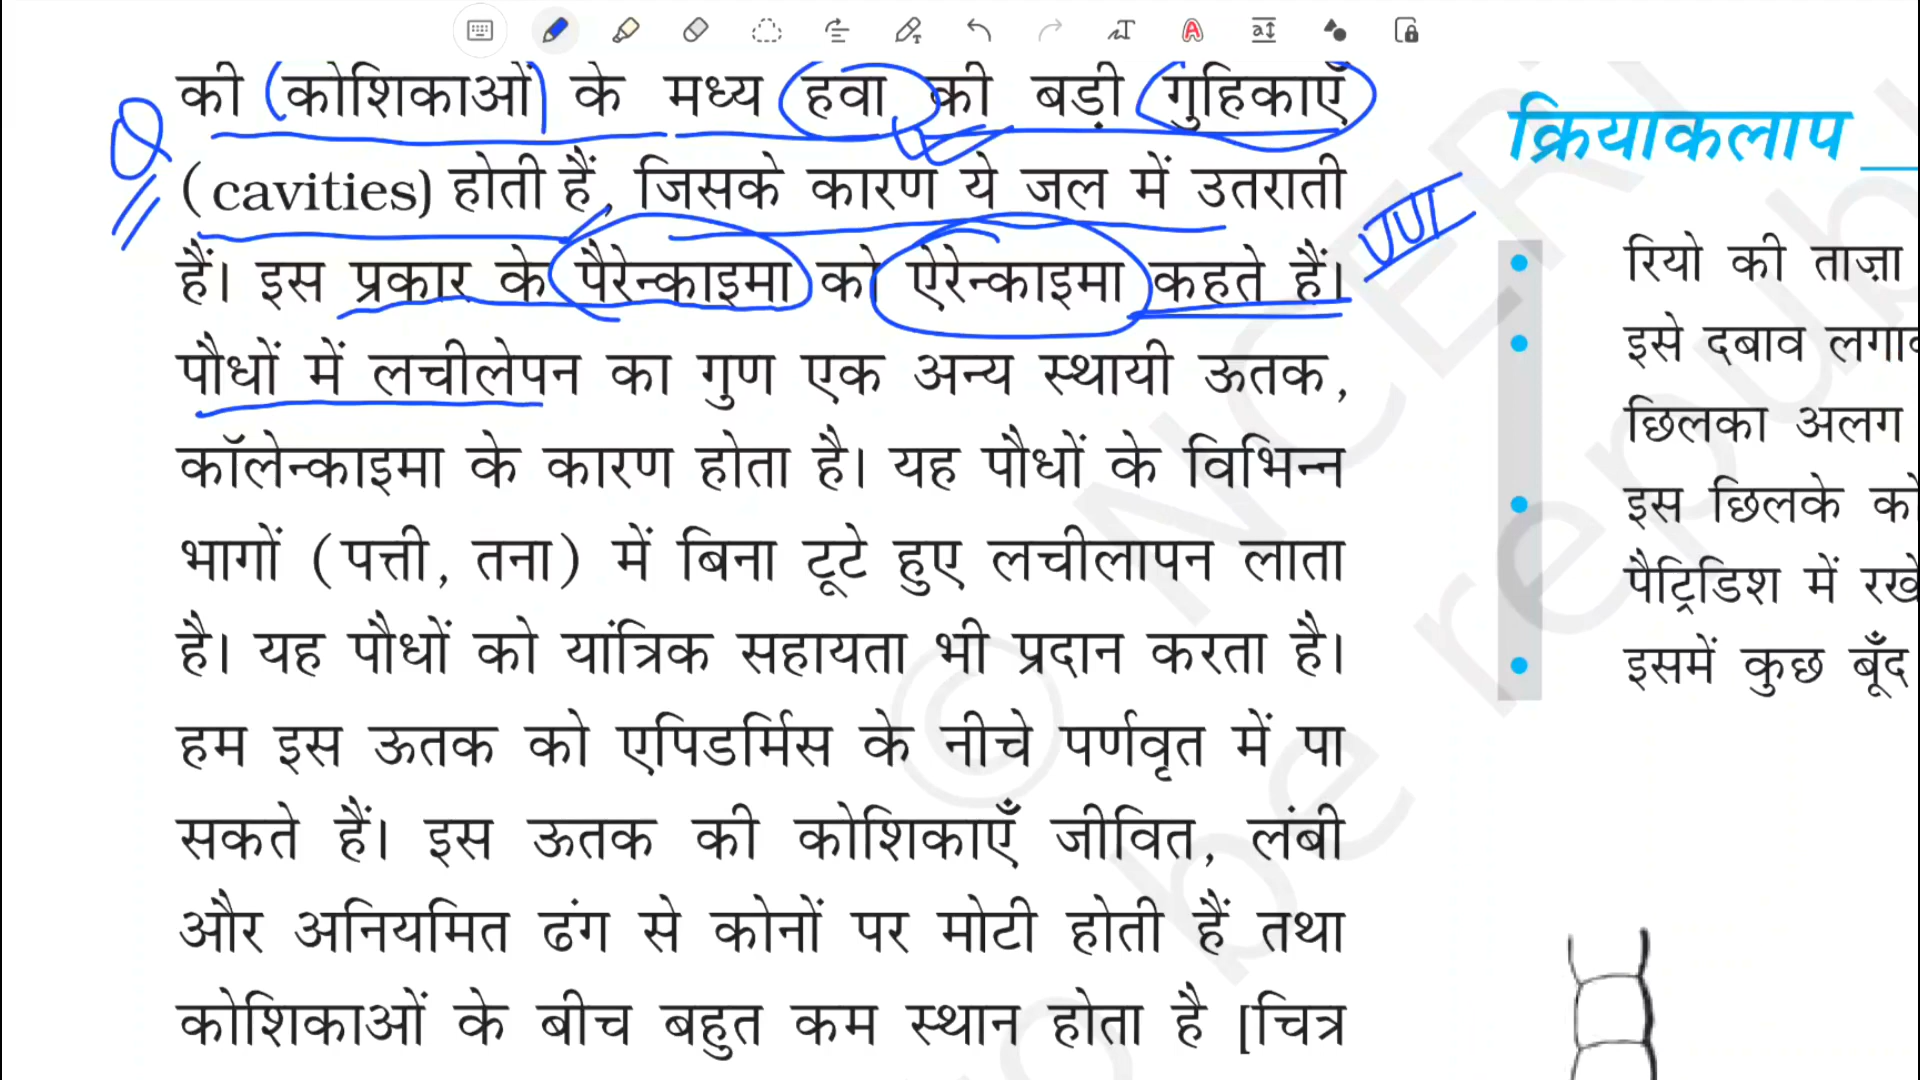 की (कोशिकाओं) के मध्य हवा की बड़ी गुहिकाएँ
(cavities) होती हैं, जिसके कारण ये जल में उतराती
हैं। इस प्रकार के पैरेन्काइमा को ऐरेन्काइमा कहते हैं।
पौधों में लचीलेपन का गुण एक अन्य स्थायी ऊतक,
कॉलेन्काइमा के कारण होता है। यह पौधों के विभिन्न
भागों (पत्ती, तना) में बिना टूटे हुए लचीलापन लाता
है। यह पौधों को यांत्रिक सहायता भी प्रदान करता है।
हम इस ऊतक को एपिडर्मिस के नीचे पर्णवृत में पा
सकते हैं। इस ऊतक की कोशिकाएँ जीवित, लंबी
और अनियमित ढंग से कोनों पर मोटी होती हैं तथा
कोशिकाओं के बीच बहुत कम स्थान होता है [चित्र
क्रियाकलाप
रियो की ताज़ा
इसे दबाव
छिलका अलग
इस छिलके
पैट्रिडिश में
इसमें कुछ बूँद
Q
© NCERT
be